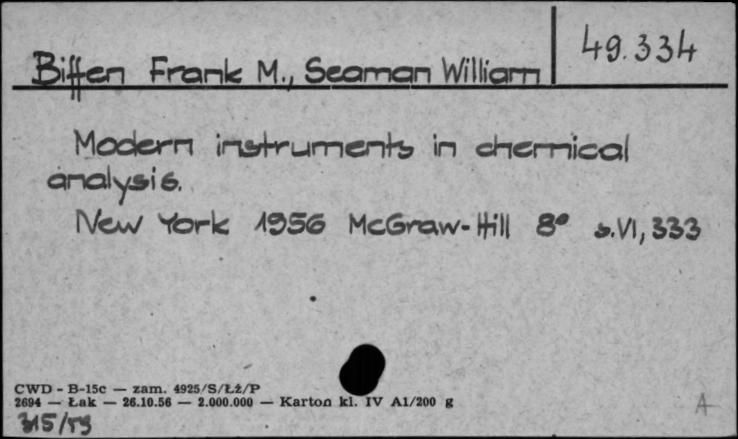 Biffen Frank M., Seaman William
49.334
Modern instruments in chemical
analysis.
New York 1956 McGraw-Hill 8° s.VI, 333
CWD - B-15c — zam. 4925/S/Łż/P
2694 — Łak — 26.10.56 — 2.000.000 — Karton kl. IV A1/200 g
315/59
A